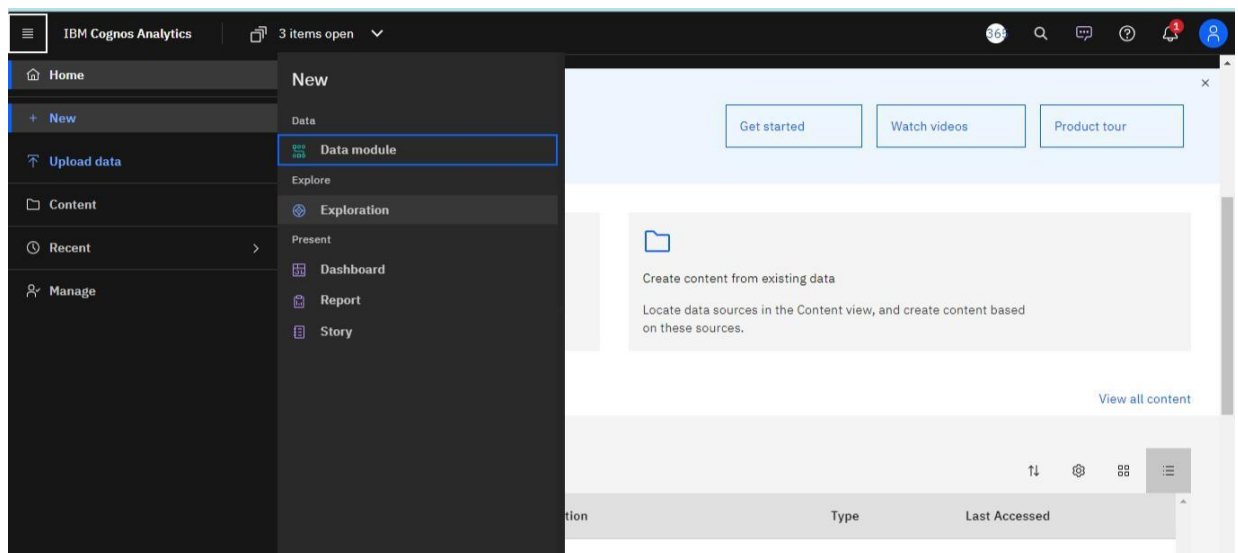 IBM Cognos Analytics
3 items open
365
1
Home
New
Upload data
Content
Recent
Manage
New
Data
Data module
Explore
Exploration
Present
Dashboard
Report
Story
Get started
Watch videos
Product tour
Create content from existing data
Locate data sources in the Content view, and create content based
on these sources.
View all content
tion
Type
Last Accessed